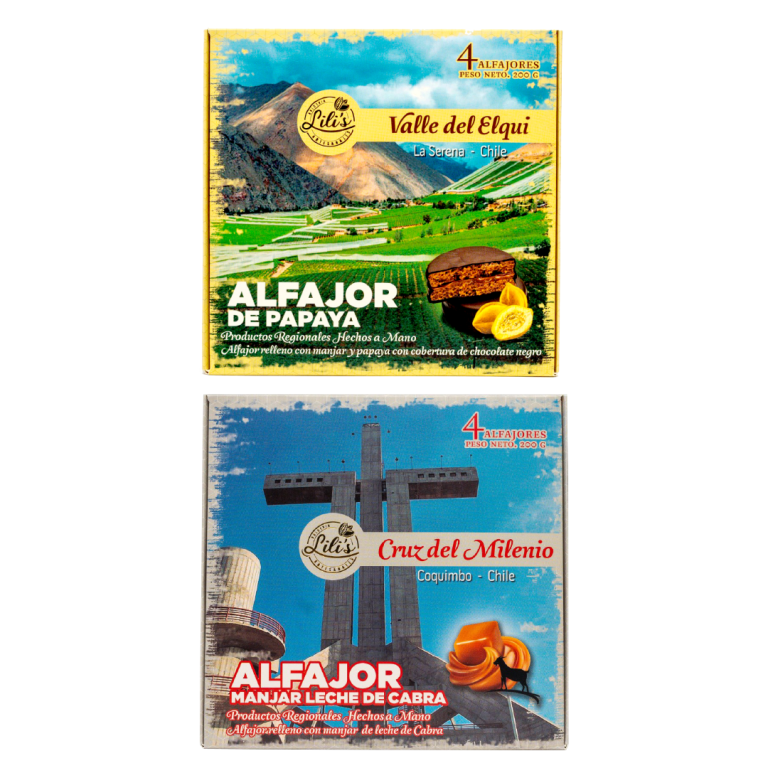 4 ALFAJORES
PESO NETO. 200 G
Lili's
ARTESANALES
Valle del Elqui
La Serena - Chile
ALFAJOR
DE PAPAYA
Productos Regionales Hechos a Mano
Alfajor relleno con manjar y papaya con cobertura de chocolate negro
4 ALFAJORES
PESO NETO. 200 G
Lili's
ARTESANALES
Cruz del Milenio
Coquimbo - Chile
ALFAJOR
MANJAR LECHE DE CABRA
Productos Regionales Hechos a Mano
Alfajor relleno con manjar de leche de Cabra